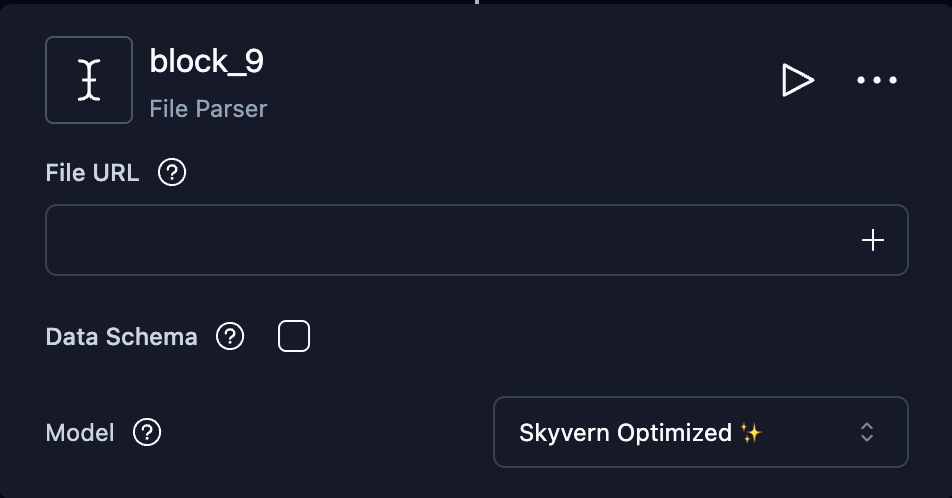 block_9
File Parser
File URL ?
Data Schema ?
Model ?
Skyvern Optimized ✨